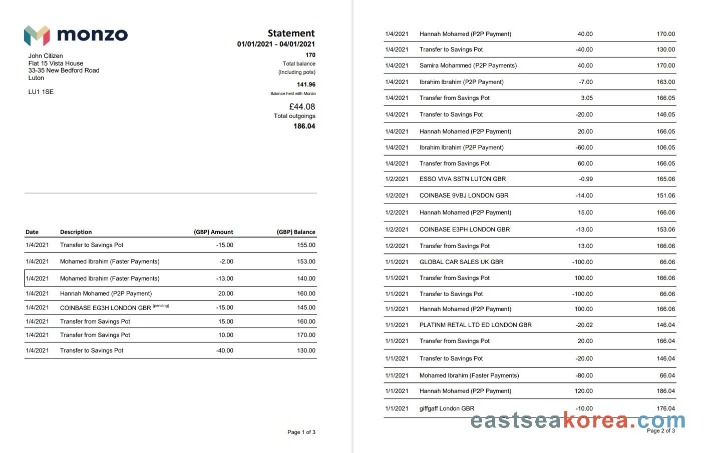 monzo
Statement
01/01/2021 - 04/01/2021
John Citizen
Flat 15 Vista House
33-35 New Bedford Road
Luton
LU1 1SE
170
Total balance
(Including pots)
141.96
Balance held with Monzo
£44.08
Total outgoings
186.04
Date Description (GBP) Amount (GBP) Balance
1/4/2021 Transfer to Savings Pot -15.00 155.00
1/4/2021 Mohamed Ibrahim (Faster Payments) -2.00 153.00
1/4/2021 Mohamed Ibrahim (Faster Payments) -13.00 140.00
1/4/2021 Hannah Mohamed (P2P Payment) 20.00 160.00
1/4/2021 COINBASE EG3H LONDON GBR (pending) -15.00 145.00
1/4/2021 Transfer from Savings Pot 15.00 160.00
1/4/2021 Transfer from Savings Pot 10.00 170.00
1/4/2021 Transfer to Savings Pot -40.00 130.00
Page 1 of 3
1/4/2021 Hannah Mohamed (P2P Payment) 40.00 170.00
1/4/2021 Transfer to Savings Pot -40.00 130.00
1/4/2021 Samira Mohammed (P2P Payments) 40.00 170.00
1/4/2021 Ibrahim Ibrahim (P2P Payment) -7.00 163.00
1/4/2021 Transfer from Savings Pot 3.05 166.05
1/4/2021 Transfer to Savings Pot -20.00 146.05
1/4/2021 Hannah Mohamed (P2P Payment) 20.00 166.05
1/4/2021 Ibrahim Ibrahim (P2P Payment) -60.00 106.05
1/4/2021 Transfer from Savings Pot 60.00 166.05
1/2/2021 ESSO VIVA SSTN LUTON GBR -0.99 165.06
1/2/2021 COINBASE 9VBJ LONDON GBR -14.00 151.06
1/2/2021 Hannah Mohamed (P2P Payment) 15.00 166.06
1/2/2021 COINBASE E3PH LONDON GBR -13.00 153.06
1/2/2021 Transfer from Savings Pot 13.00 166.06
1/1/2021 GLOBAL CAR SALES UK GBR -100.00 66.06
1/1/2021 Transfer from Savings Pot 100.00 166.06
1/1/2021 Transfer to Savings Pot -100.00 66.06
1/1/2021 Hannah Mohamed (P2P Payment) 100.00 166.06
1/1/2021 PLATINM RETAL LTD ED LONDON GBR -20.02 146.04
1/1/2021 Transfer from Savings Pot 20.00 166.04
1/1/2021 Transfer to Savings Pot -20.00 146.04
1/1/2021 Mohamed Ibrahim (Faster Payments) -80.00 66.04
1/1/2021 Hannah Mohamed (P2P Payment) 120.00 186.04
1/1/2021 giffgaff London GBR -10.00 176.04
eastseakorea.com
Page 2 of 3